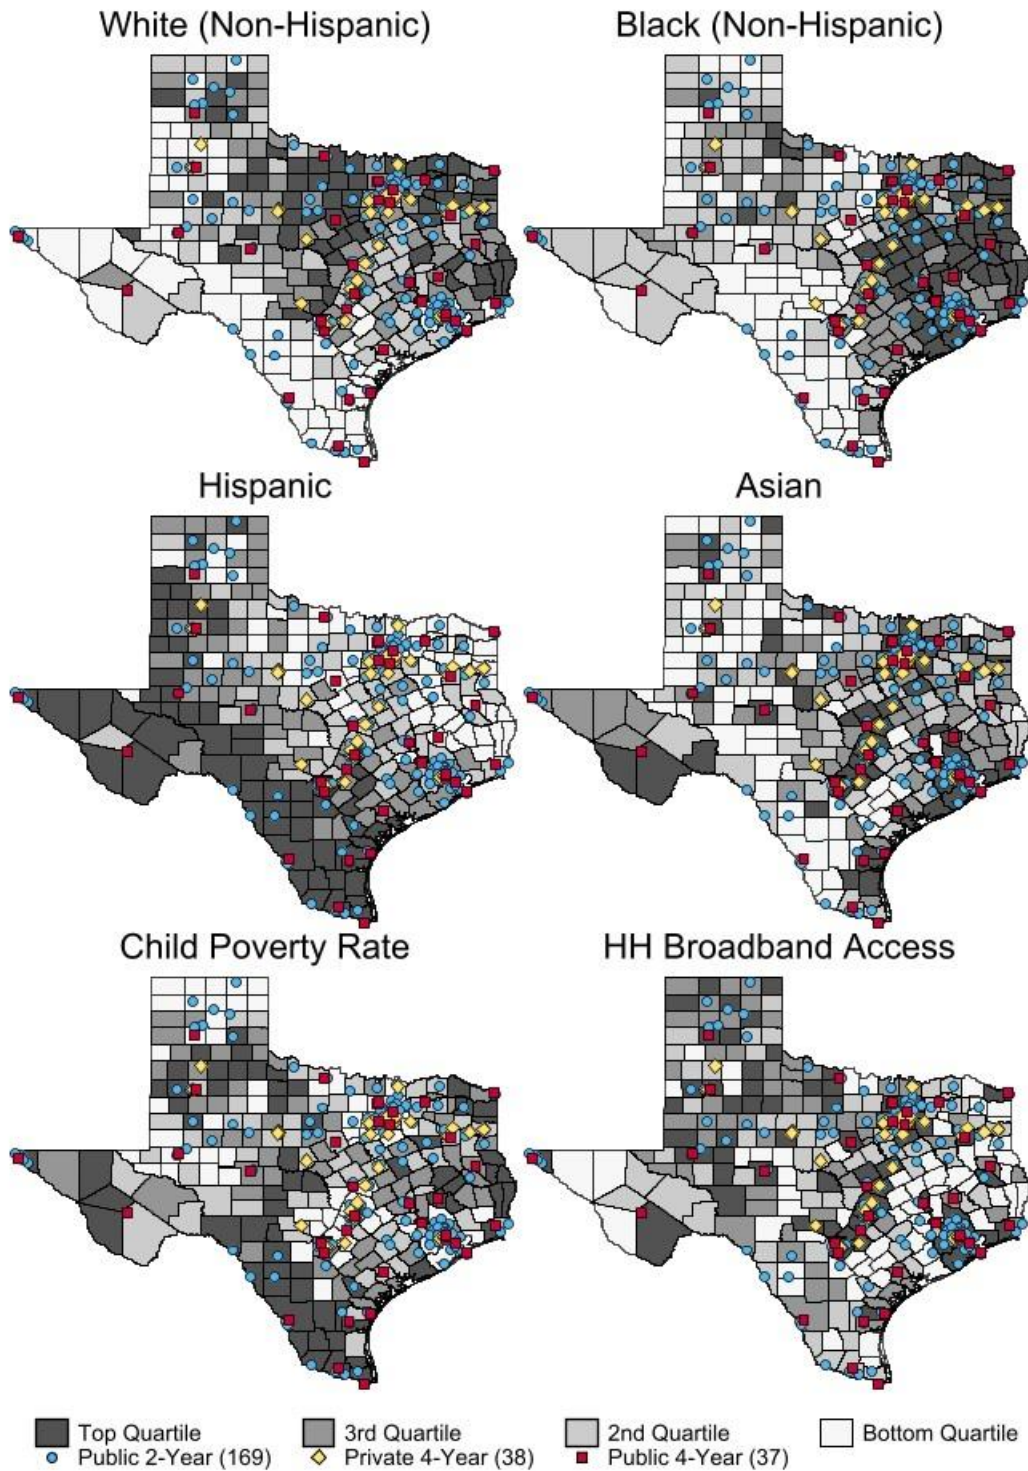 White (Non-Hispanic) Black (Non-Hispanic)
Hispanic Asian
Child Poverty Rate HH Broadband Access
Top Quartile 3rd Quartile 2nd Quartile Bottom Quartile
Public 2-Year (169) Private 4-Year (38) Public 4-Year (37)